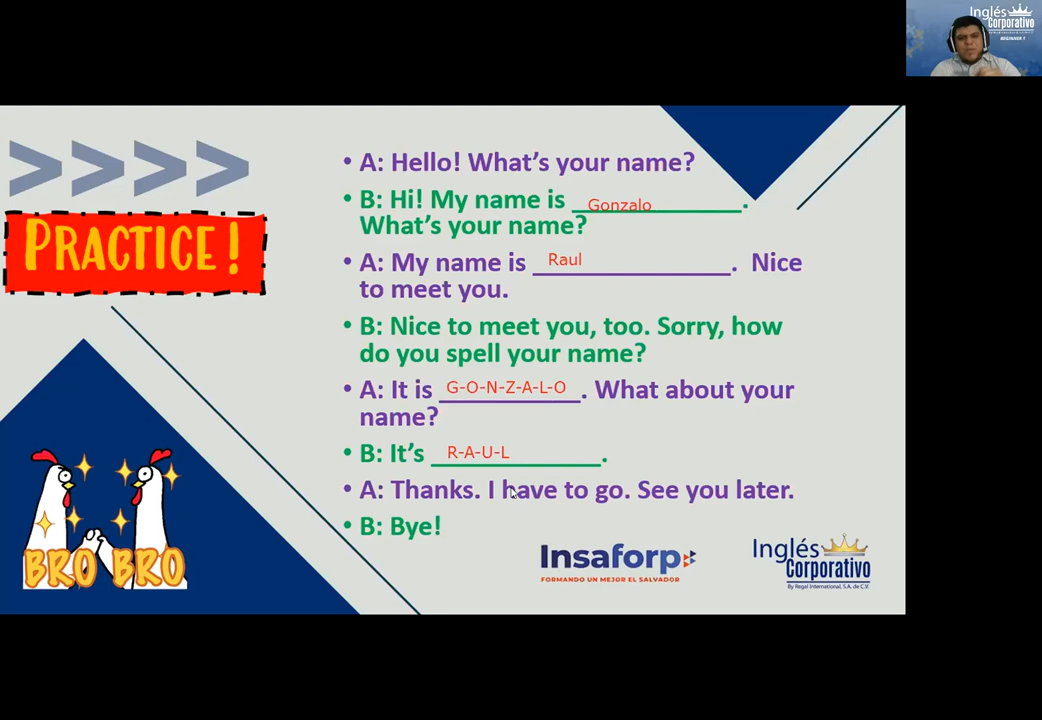 Inglés
Corporativo
BEGINNER 1
>>>>
PRACTICE!
• A: Hello! What's your name?
• B: Hi! My name is Gonzalo.
What's your name?
• A: My name is Raul. Nice
to meet you.
• B: Nice to meet you, too. Sorry, how
do you spell your name?
• A: It is G-O-N-Z-A-L-O. What about your
name?
• B: It's R-A-U-L.
• A: Thanks. I have to go. See you later.
• B: Bye!
BRO BRO
Insaforp
FORMANDO UN MEJOR EL SALVADOR
Inglés
Corporativo
By Regal International, S.A. de C.V.